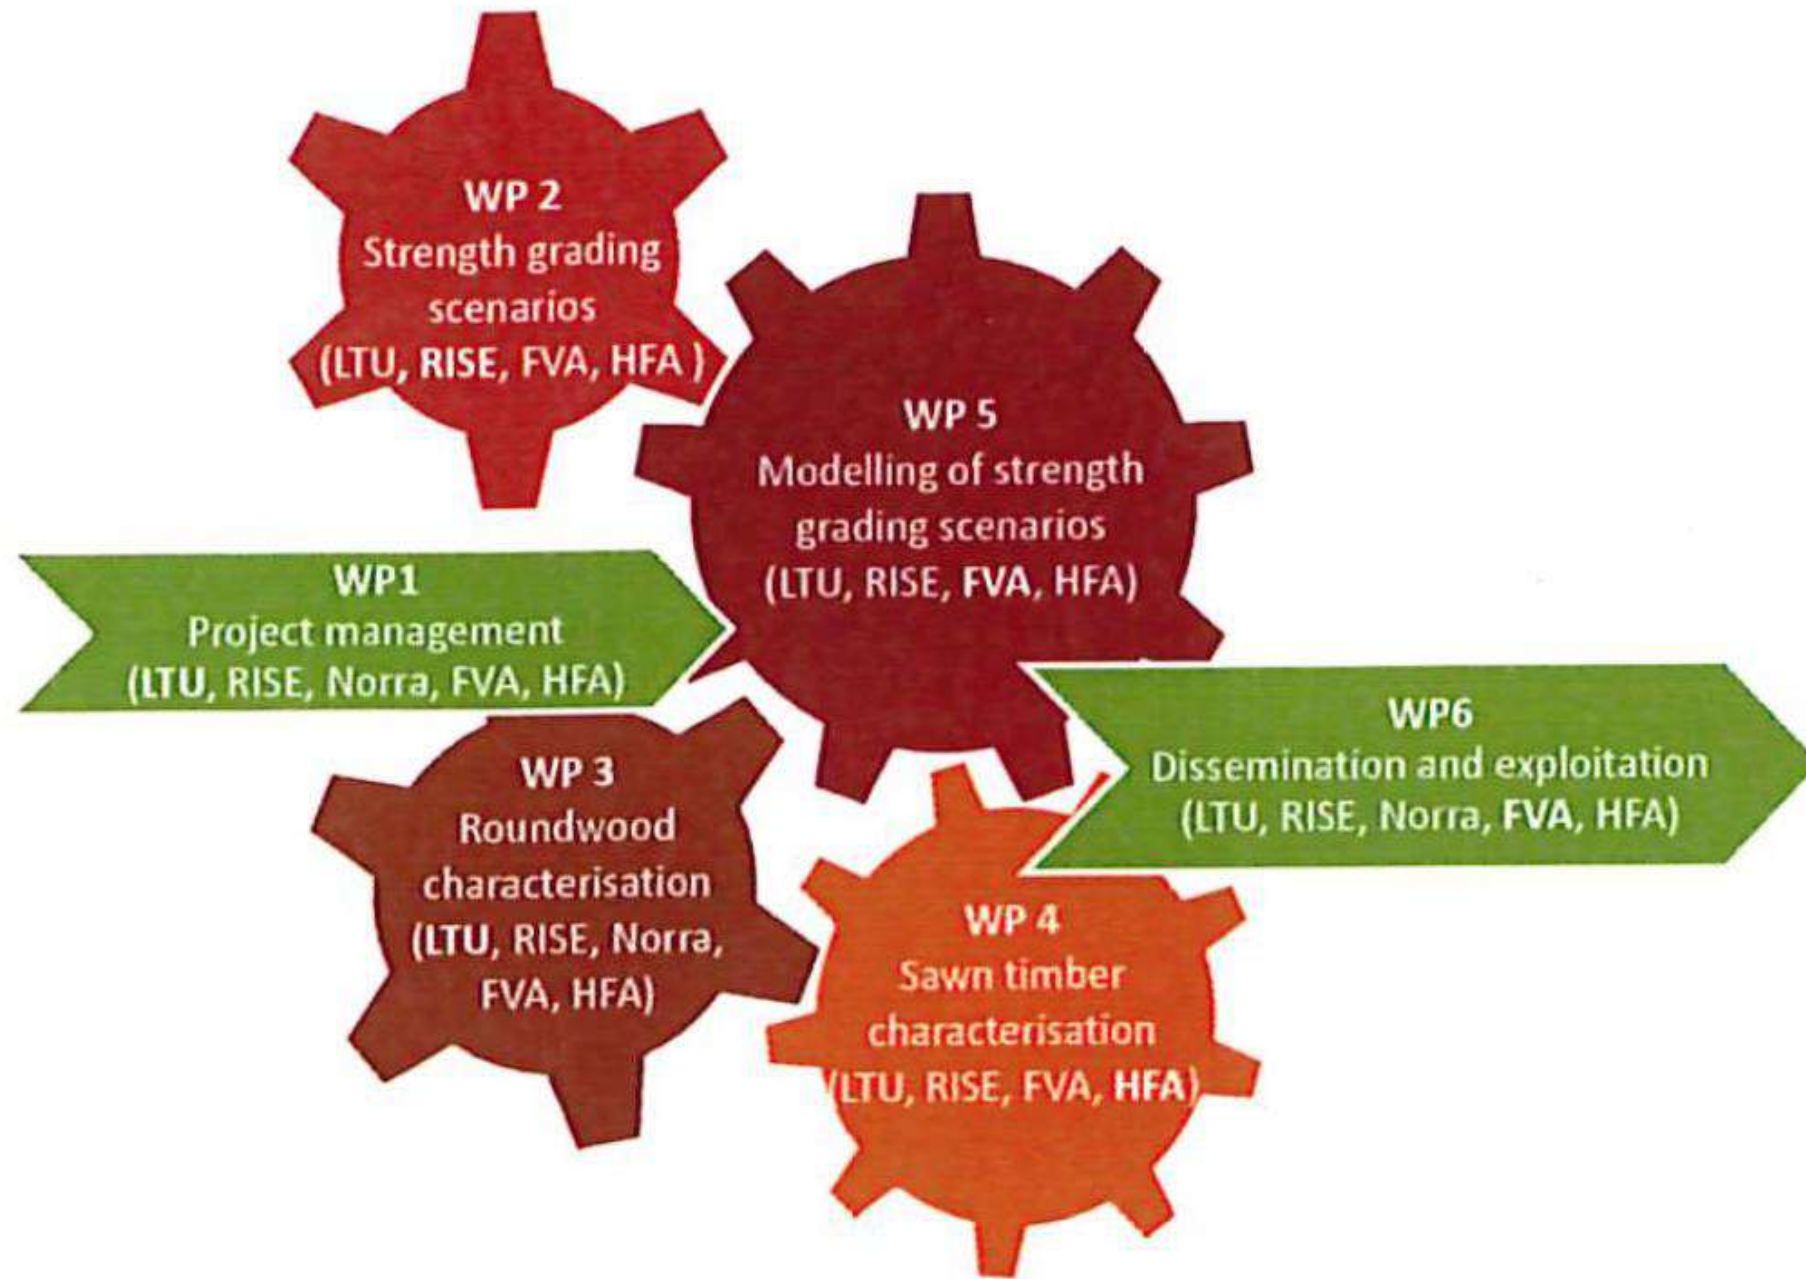 WP 2
Strength grading
scenarios
(LTU, RISE, FVA, HFA )
WP 5
Modelling of strength
grading scenarios
(LTU, RISE, FVA, HFA)
WP1
Project management
(LTU, RISE, Norra, FVA, HFA)
WP6
Dissemination and exploitation
(LTU, RISE, Norra, FVA, HFA)
WP 3
Roundwood
characterisation
(LTU, RISE, Norra,
FVA, HFA)
WP 4
Sawn timber
characterisation
(LTU, RISE, FVA, HFA)